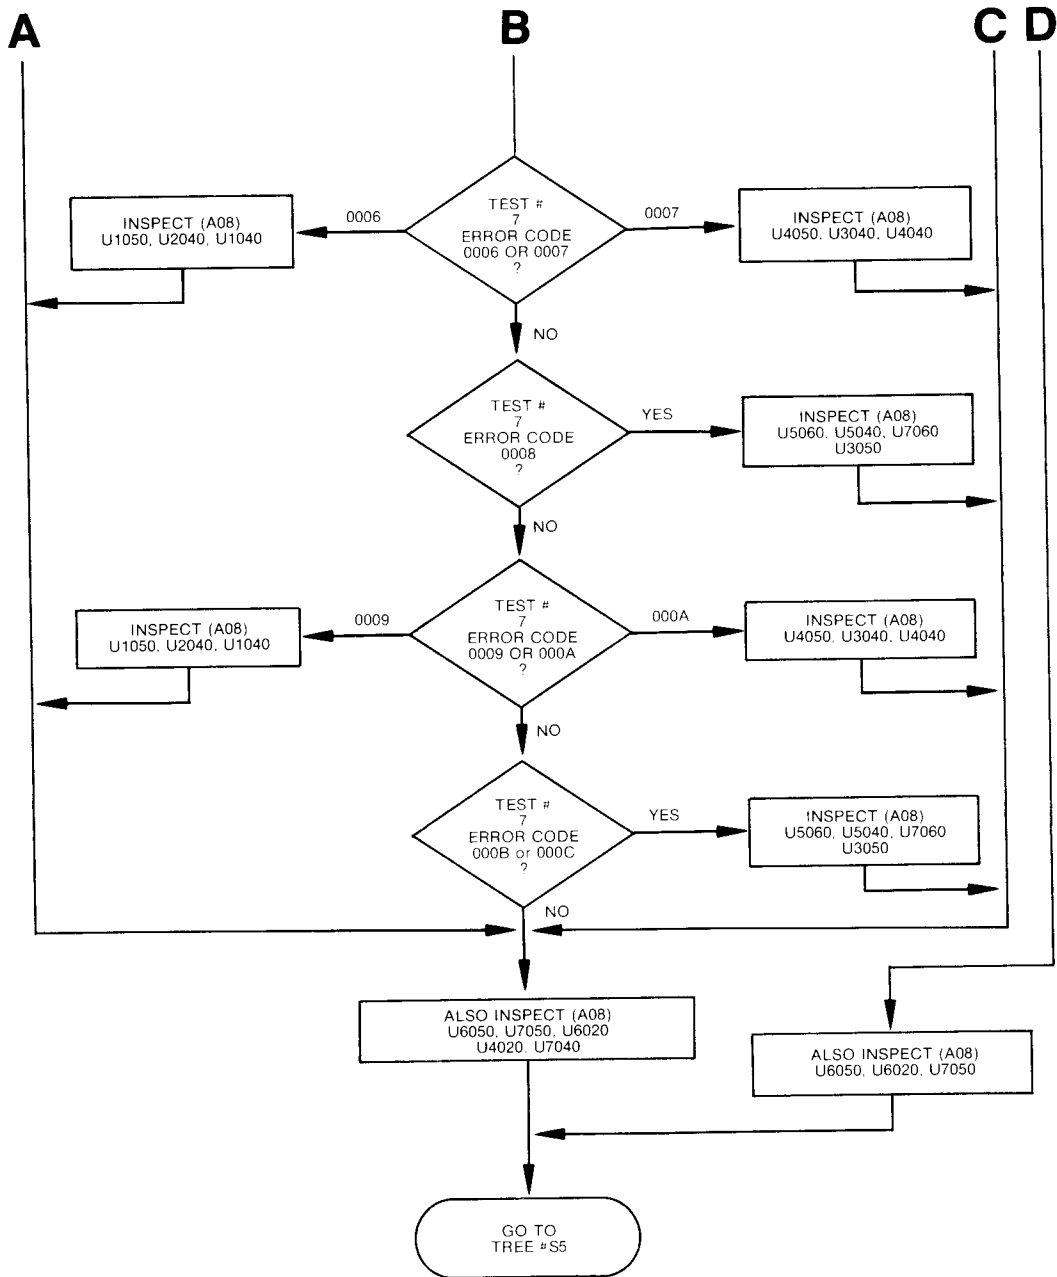 A
B
C D
TEST #
7
ERROR CODE
0006 OR 0007
?
0006
0007
INSPECT (A08)
U1050, U2040, U1040
INSPECT (A08)
U4050, U3040, U4040
NO
TEST #
7
ERROR CODE
0008
?
YES
INSPECT (A08)
U5060, U5040, U7060
U3050
NO
TEST #
7
ERROR CODE
0009 OR 000A
?
0009
000A
INSPECT (A08)
U1050, U2040, U1040
INSPECT (A08)
U4050, U3040, U4040
NO
TEST #
7
ERROR CODE
000B or 000C
?
YES
INSPECT (A08)
U5060, U5040, U7060
U3050
NO
ALSO INSPECT (A08)
U6050, U7050, U6020
U4020, U7040
ALSO INSPECT (A08)
U6050, U6020, U7050
GO TO
TREE #S5